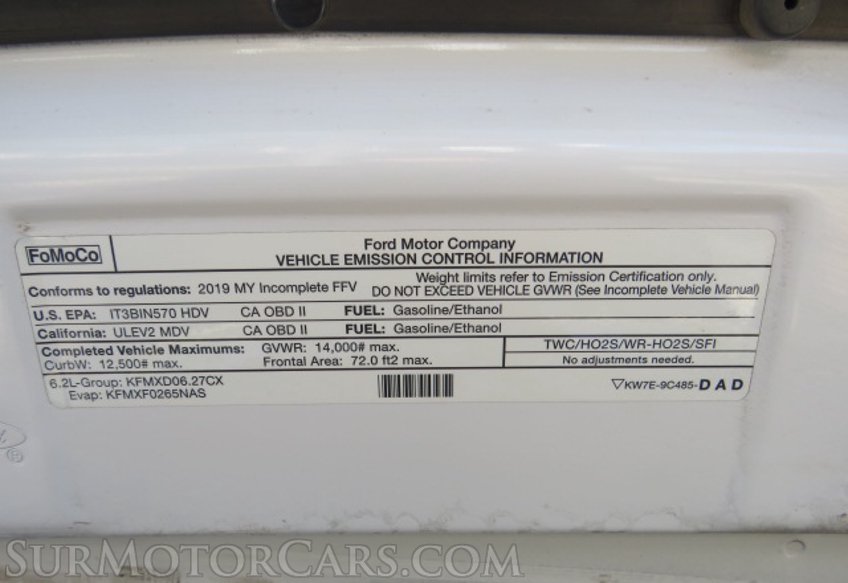 FoMoCo
Ford Motor Company
VEHICLE EMISSION CONTROL INFORMATION
Conforms to regulations: 2019 MY Incomplete FFV
Weight limits refer to Emission Certification only.
DO NOT EXCEED VEHICLE GVWR (See Incomplete Vehicle Manual)
U.S. EPA: IT3BIN570 HDV CA OBD II FUEL: Gasoline/Ethanol
California: ULEV2 MDV CA OBD II FUEL: Gasoline/Ethanol
Completed Vehicle Maximums: GVWR: 14,000# max.
CurbW: 12,500# max. Frontal Area: 72.0 ft2 max.
TWC/HO2S/WR-HO2S/SFI
No adjustments needed.
6.2L-Group: KFMXD06.27CX
Evap: KFMXF0265NAS
KW7E-9C485-DAD
®
SURMOTORCARS.COM